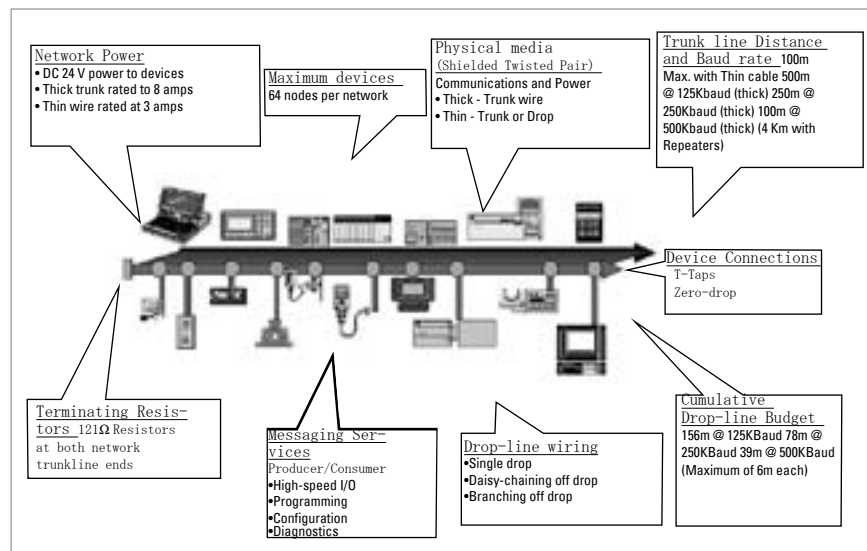 Network Power
• DC 24 V power to devices
• Thick trunk rated to 8 amps
• Thin wire rated at 3 amps
Maximum devices
64 nodes per network
Physical media
(Shielded Twisted Pair)
Communications and Power
• Thick - Trunk wire
• Thin - Trunk or Drop
Trunk line Distance
and Baud rate 100m
Max. with Thin cable 500m
@ 125Kbaud (thick) 250m @
250Kbaud (thick) 100m @
500Kbaud (thick) (4 Km with
Repeaters)
Device Connections
T-Taps
Zero-drop
Terminating Resis-
tors 121Ω Resistors
at both network
trunkline ends
Messaging Ser-
vices
Producer/Consumer
•High-speed I/O
•Programming
•Configuration
•Diagnostics
Drop-line wiring
•Single drop
•Daisy-chaining off drop
•Branching off drop
Cumulative
Drop-line Budget
156m @ 125KBaud 78m @
250KBaud 39m @ 500KBaud
(Maximum of 6m each)